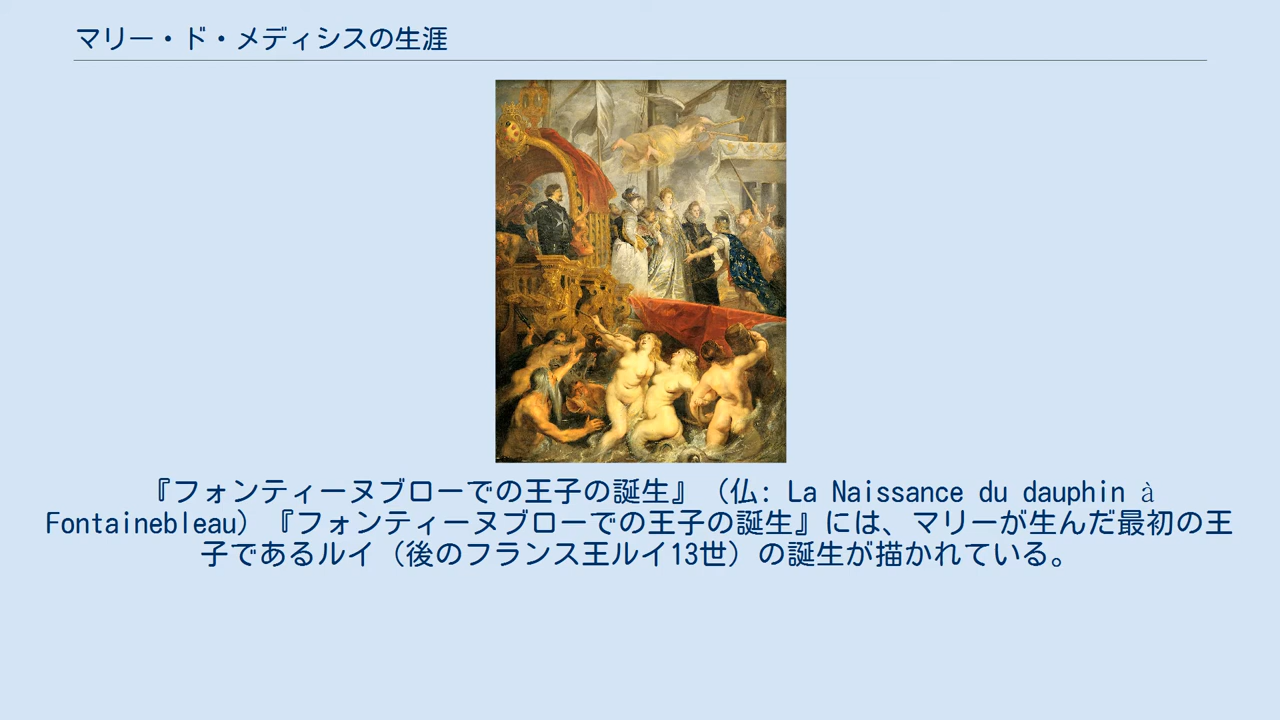 マリー・ド・メディシスの生涯
『フォンティーヌブローでの王子の誕生』（仏: La Naissance du dauphin à
Fontainebleau）『フォンティーヌブローでの王子の誕生』には、マリーが生んだ最初の王
子であるルイ（後のフランス王ルイ13世）の誕生が描かれている。